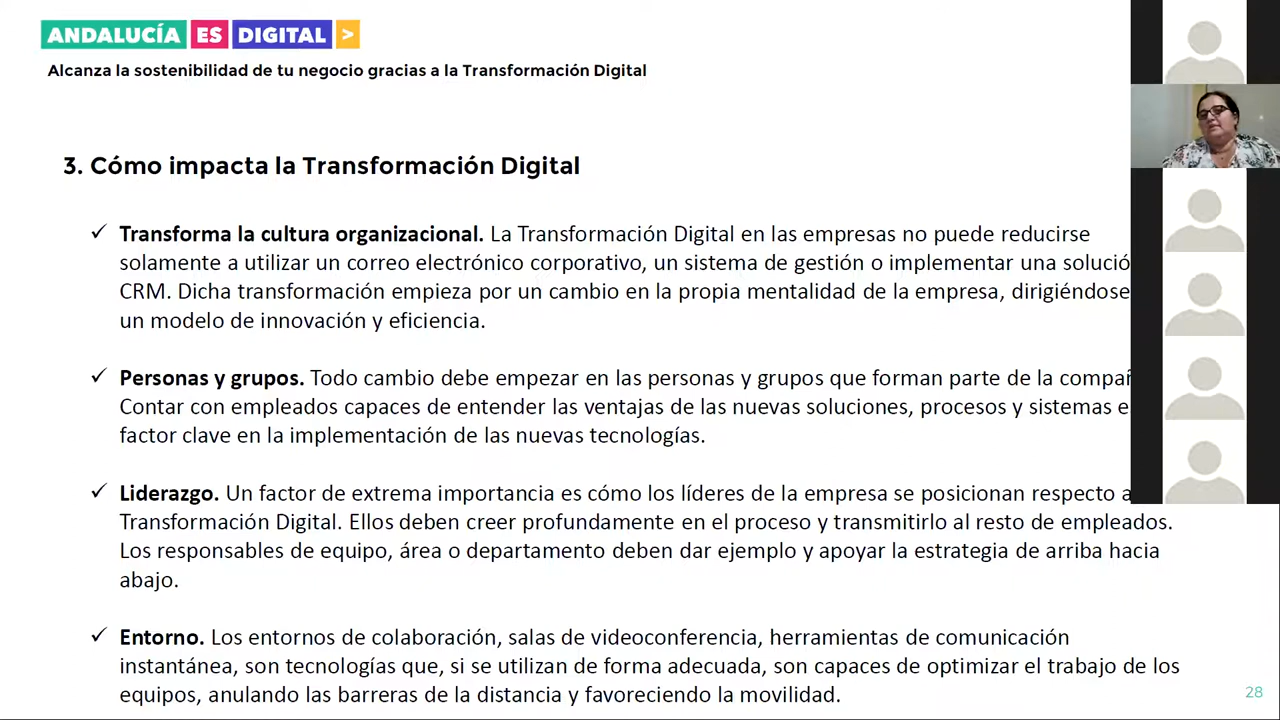 ANDALUCÍA ES DIGITAL >
Alcanza la sostenibilidad de tu negocio gracias a la Transformación Digital
3. Cómo impacta la Transformación Digital
✓ Transforma la cultura organizacional. La Transformación Digital en las empresas no puede reducirse
solamente a utilizar un correo electrónico corporativo, un sistema de gestión o implementar una
CRM. Dicha transformación empieza por un cambio en la propia mentalidad de la empresa, dirigiéndose
un modelo de innovación y eficiencia.
✓ Personas y grupos. Todo cambio debe empezar en las personas y grupos que forman parte de la
Contar con empleados capaces de entender las ventajas de las nuevas soluciones, procesos y sistemas
factor clave en la implementación de las nuevas tecnologías.
✓ Liderazgo. Un factor de extrema importancia es cómo los líderes de la empresa se posicionan respecto
Transformación Digital. Ellos deben creer profundamente en el proceso y transmitirlo al resto de empleados.
Los responsables de equipo, área o departamento deben dar ejemplo y apoyar la estrategia de arriba hacia
abajo.
✓ Entorno. Los entornos de colaboración, salas de videoconferencia, herramientas de comunicación
instantánea, son tecnologías que, si se utilizan de forma adecuada, son capaces de optimizar el trabajo de los
equipos, anulando las barreras de la distancia y favoreciendo la movilidad.
28